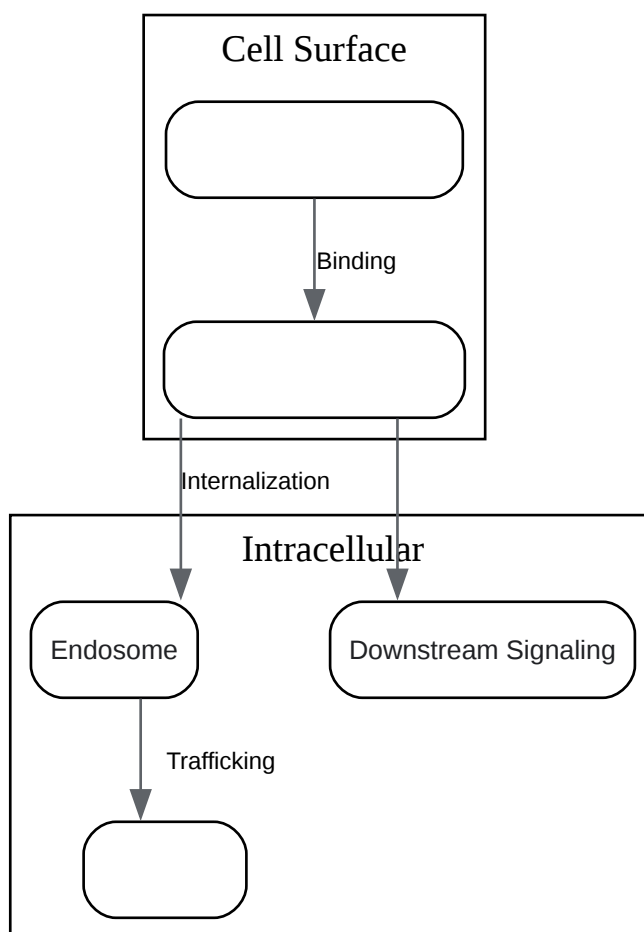 Cell Surface
Binding
Internalization
Intracellular
Endosome
Downstream Signaling
Trafficking